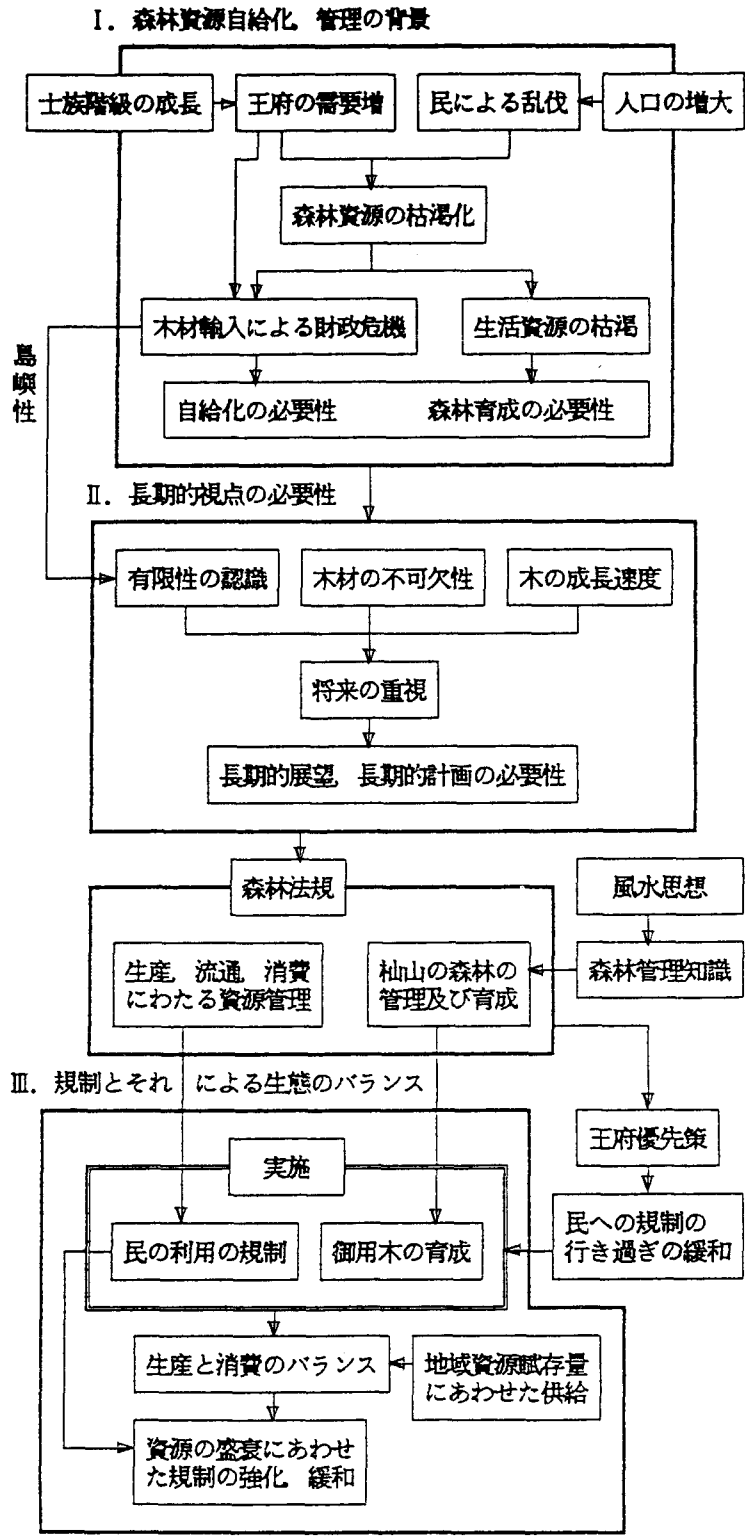 Ⅰ．森林資源自給化，管理の背景
士族階級の成長
王府の需要増
民による乱伐
人口の増大
森林資源の枯渇化
木材輸入による財政危機
生活資源の枯渇
島嶼性
自給化の必要性
森林育成の必要性
Ⅱ．長期的視点の必要性
有限性の認識
木材の不可欠性
木の成長速度
将来の重視
長期的展望，長期的計画の必要性
森林法規
風水思想
生産，流通，消費
にわたる資源管理
杣山の森林の
管理及び育成
森林管理知識
Ⅲ．規制とそれ による生態のバランス
王府優先策
実施
民の利用の規制
御用木の育成
民への規制の
行き過ぎの緩和
生産と消費のバランス
地域資源賦存量
にあわせた供給
資源の盛衰にあわせ
た規制の強化，緩和